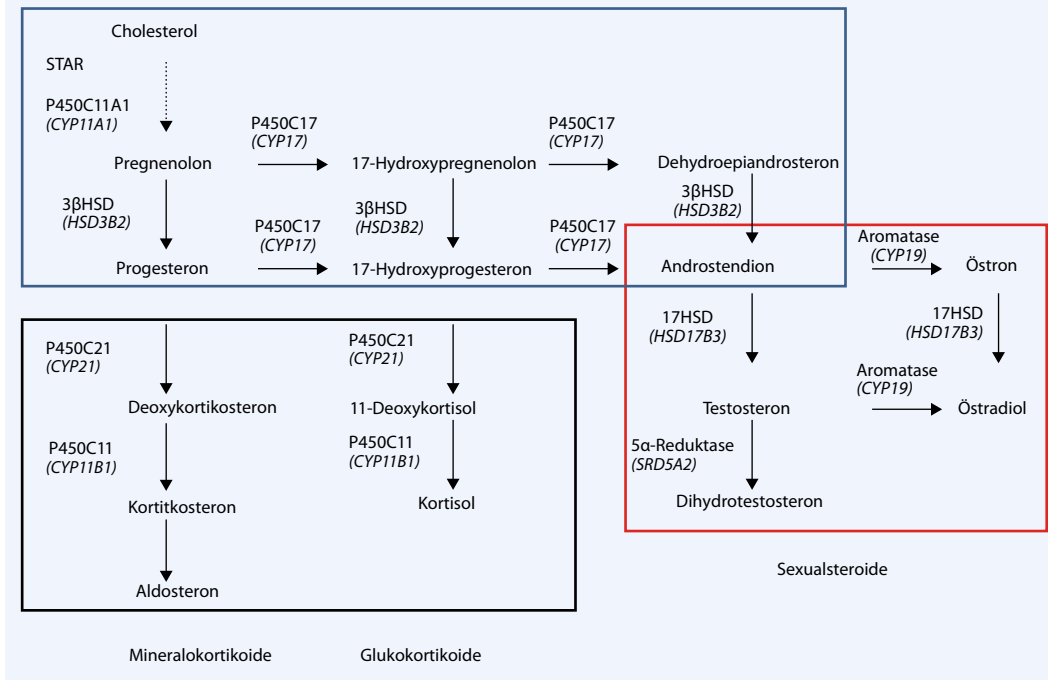 Cholesterol
STAR
P450C11A1
(CYP11A1)
P450C17
(CYP17)
P450C17
(CYP17)
Pregnenolon
17-Hydroxypregnenolon
Dehydroepiandrosteron
3βHSD
(HSD3B2)
3βHSD
(HSD3B2)
3βHSD
(HSD3B2)
P450C17
(CYP17)
P450C17
(CYP17)
Aromatase
(CYP19)
Progesteron
17-Hydroxyprogesteron
Androstendion
Östron
P450C21
(CYP21)
P450C21
(CYP21)
17HSD
(HSD17B3)
17HSD
(HSD17B3)
Aromatase
(CYP19)
Deoxykortikosteron
11-Deoxykortisol
Testosteron
Östradiol
P450C11
(CYP11B1)
P450C11
(CYP11B1)
5α-Reduktase
(SRD5A2)
Kortitkosteron
Kortisol
Dihydrotestosteron
Sexualsteroide
Aldosteron
Mineralokortikoide
Glukokortikoide